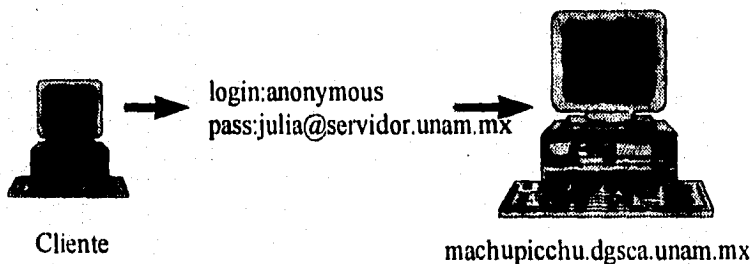 login:anonymous
pass:julia@servidor.unam.mx
Cliente
machupicchu.dgsca.unam.mx